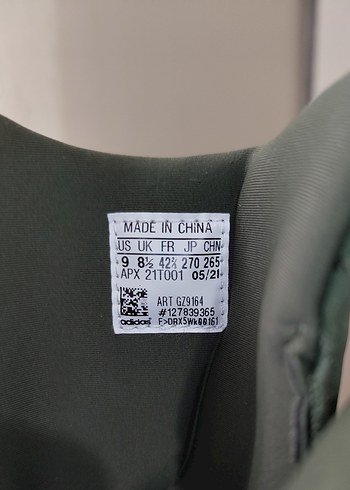 MADE IN CHINA
US UK FR JP CHN
9 8½ 42⅔ 270 265
APX 21T001 05/21
ART GZ9164
#127839365
adidas F>DRX5Wk00161